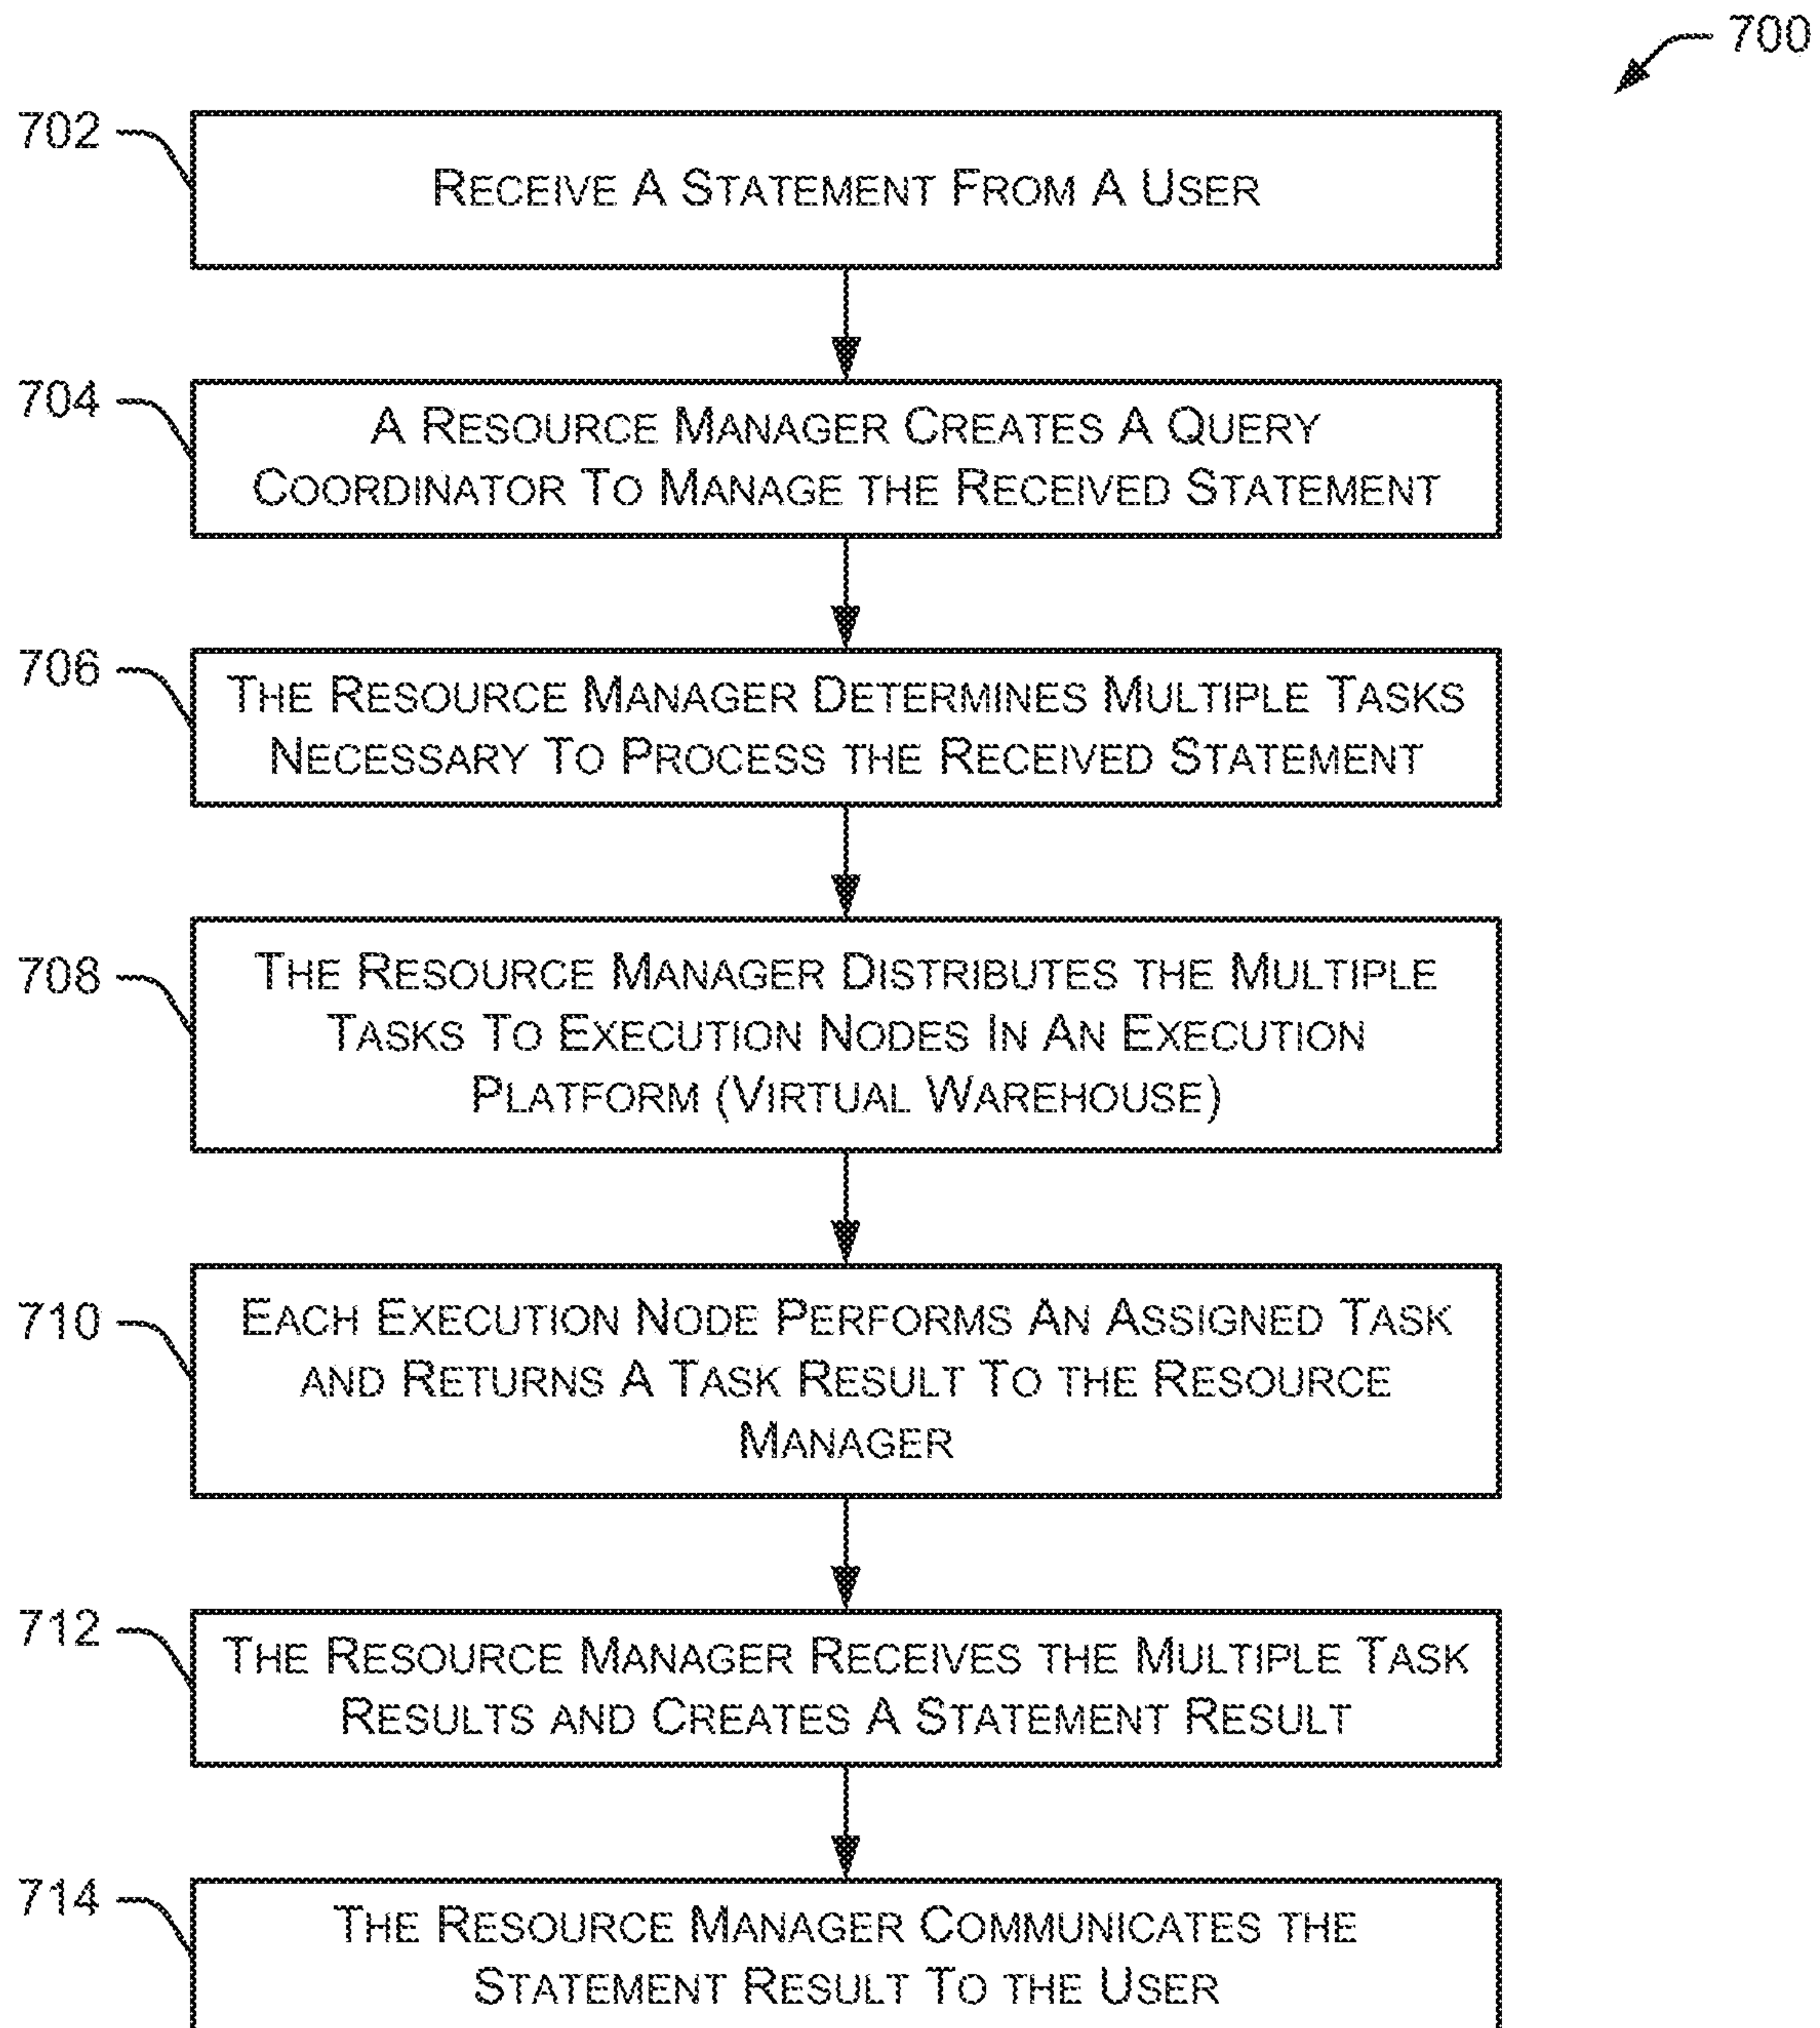 700
702
RECEIVE A STATEMENT FROM A USER
704
A RESOURCE MANAGER CREATES A QUERY
COORDINATOR TO MANAGE THE RECEIVED STATEMENT
706
THE RESOURCE MANAGER DETERMINES MULTIPLE TASKS
NECESSARY TO PROCESS THE RECEIVED STATEMENT
708
THE RESOURCE MANAGER DISTRIBUTES THE MULTIPLE
TASKS TO EXECUTION NODES IN AN EXECUTION
PLATFORM (VIRTUAL WAREHOUSE)
710
EACH EXECUTION NODE PERFORMS AN ASSIGNED TASK
AND RETURNS A TASK RESULT TO THE RESOURCE
MANAGER
712
THE RESOURCE MANAGER RECEIVES THE MULTIPLE TASK
RESULTS AND CREATES A STATEMENT RESULT
714
THE RESOURCE MANAGER COMMUNICATES THE
STATEMENT RESULT TO THE USER